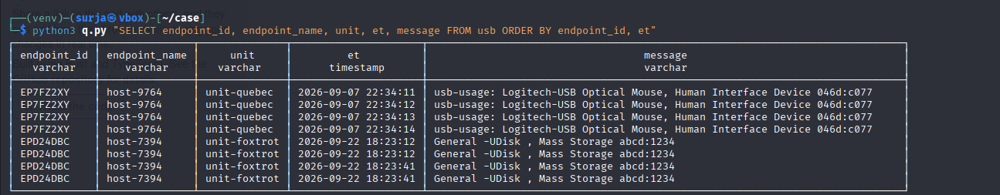 (venv)-(surja㉿vbox)-[~/case]
$ python3 q.py "SELECT endpoint_id, endpoint_name, unit, et, message FROM usb ORDER BY endpoint_id, et"
endpoint_id endpoint_name unit et message
varchar varchar varchar timestamp varchar
EP7FZ2XY host-9764 unit-quebec 2026-09-07 22:34:11 usb-usage: Logitech-USB Optical Mouse, Human Interface Device 046d:c077
EP7FZ2XY host-9764 unit-quebec 2026-09-07 22:34:12 usb-usage: Logitech-USB Optical Mouse, Human Interface Device 046d:c077
EP7FZ2XY host-9764 unit-quebec 2026-09-07 22:34:13 usb-usage: Logitech-USB Optical Mouse, Human Interface Device 046d:c077
EP7FZ2XY host-9764 unit-quebec 2026-09-07 22:34:14 usb-usage: Logitech-USB Optical Mouse, Human Interface Device 046d:c077
EPD24DBC host-7394 unit-foxtrot 2026-09-22 18:23:12 General -UDisk , Mass Storage abcd:1234
EPD24DBC host-7394 unit-foxtrot 2026-09-22 18:23:12 General -UDisk , Mass Storage abcd:1234
EPD24DBC host-7394 unit-foxtrot 2026-09-22 18:23:41 General -UDisk , Mass Storage abcd:1234
EPD24DBC host-7394 unit-foxtrot 2026-09-22 18:23:41 General -UDisk , Mass Storage abcd:1234